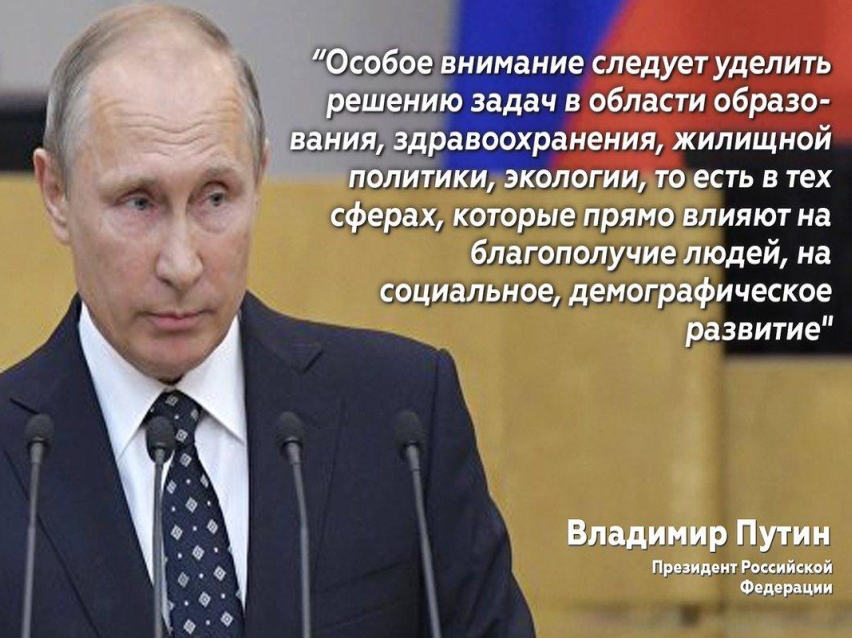 “Особое внимание следует уделить
решению задач в области образо-
вания, здравоохранения, жилищной
политики, экологии, то есть в тех
сферах, которые прямо влияют на
благополучие людей, на
социальное, демографическое
развитие"
Владимир Путин
Президент Российской
Федерации